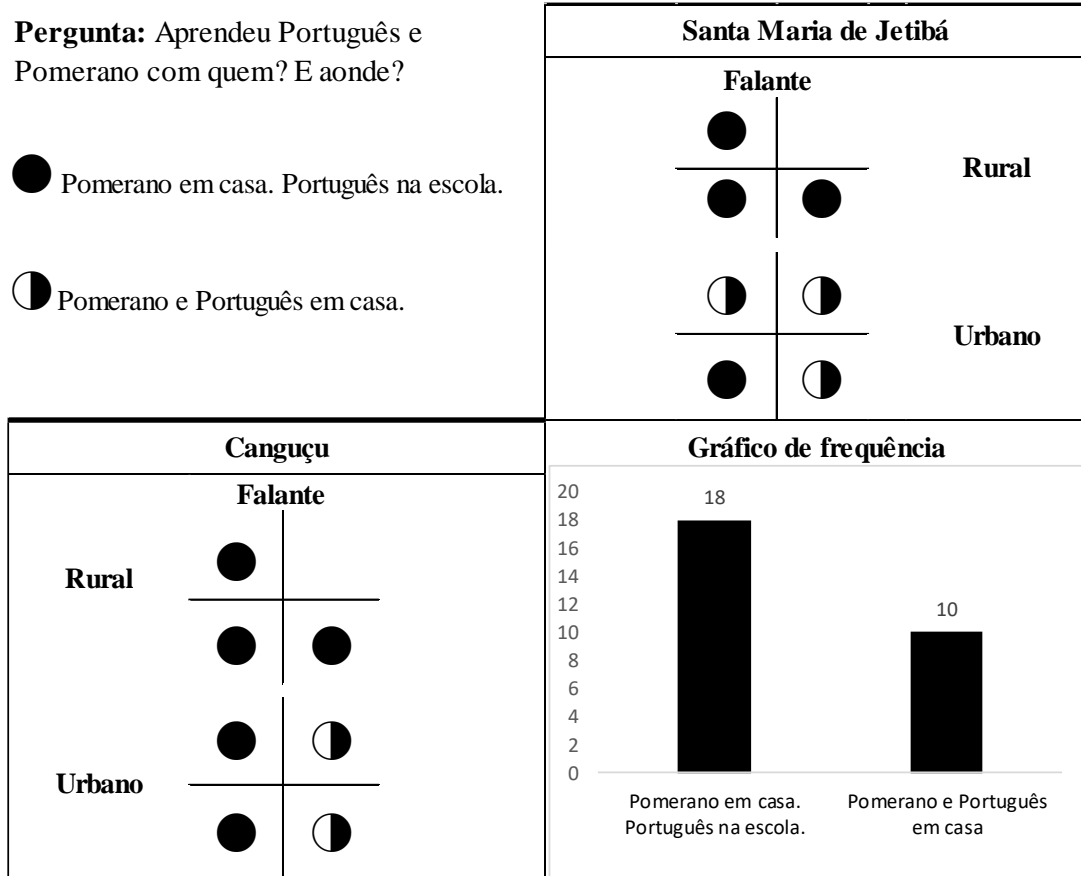 Pergunta: Aprendeu Português e
Pomerano com quem? E aonde?
Pomerano em casa. Português na escola.
Pomerano e Português em casa.
Santa Maria de Jetibá
Falante
Rural
Urbano
Canguçu
Falante
Rural
Urbano
Gráfico de frequência
20
18
16
14
12
10
8
6
4
2
0
18
10
Pomerano em casa.
Português na escola.
Pomerano e Português
em casa